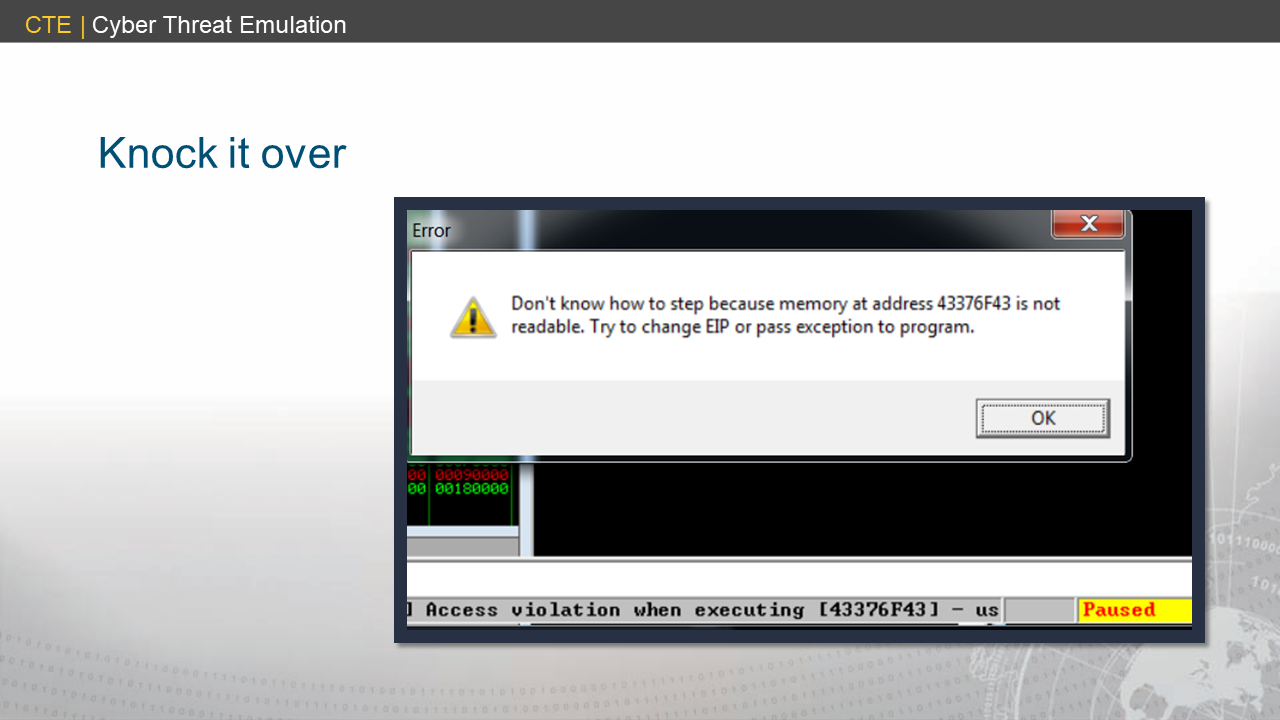 CTE | Cyber Threat Emulation
Knock it over
Error
X
Don't know how to step because memory at address 43376F43 is not
readable. Try to change EIP or pass exception to program.
OK
00 00090000
00 00180000
] Access violation when executing [43376F43] - us
Paused